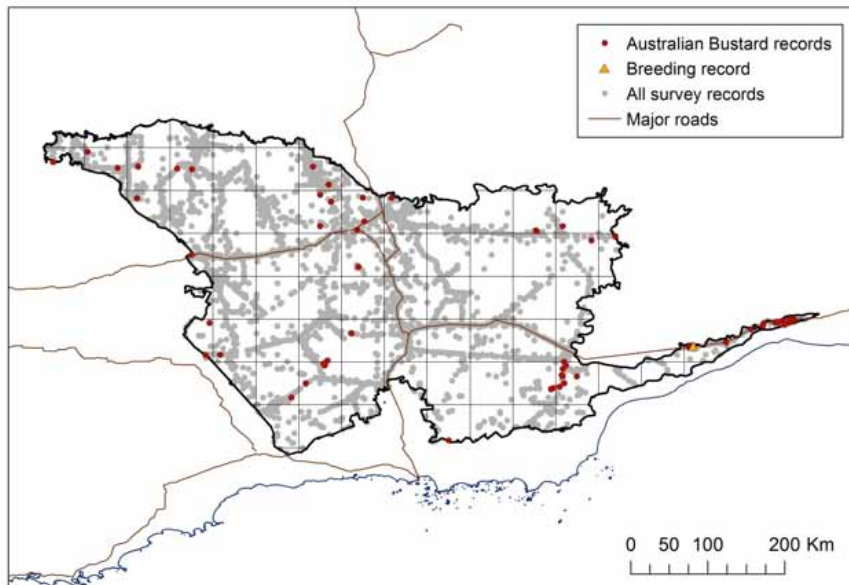 Australian Bustard records
Breeding record
All survey records
Major roads
0 50 100 200 Km